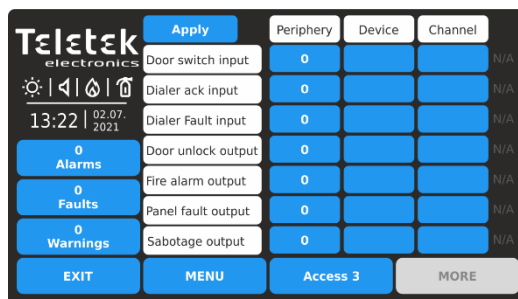 Teletek
electronics
13:22
02.07.
2021
0
Alarms
0
Faults
0
Warnings
EXIT
Apply
Periphery
Device
Channel
Door switch input
0
N/A
Dialer ack input
0
N/A
Dialer Fault input
0
N/A
Door unlock output
0
N/A
Fire alarm output
0
N/A
Panel fault output
0
N/A
Sabotage output
0
N/A
MENU
Access 3
MORE